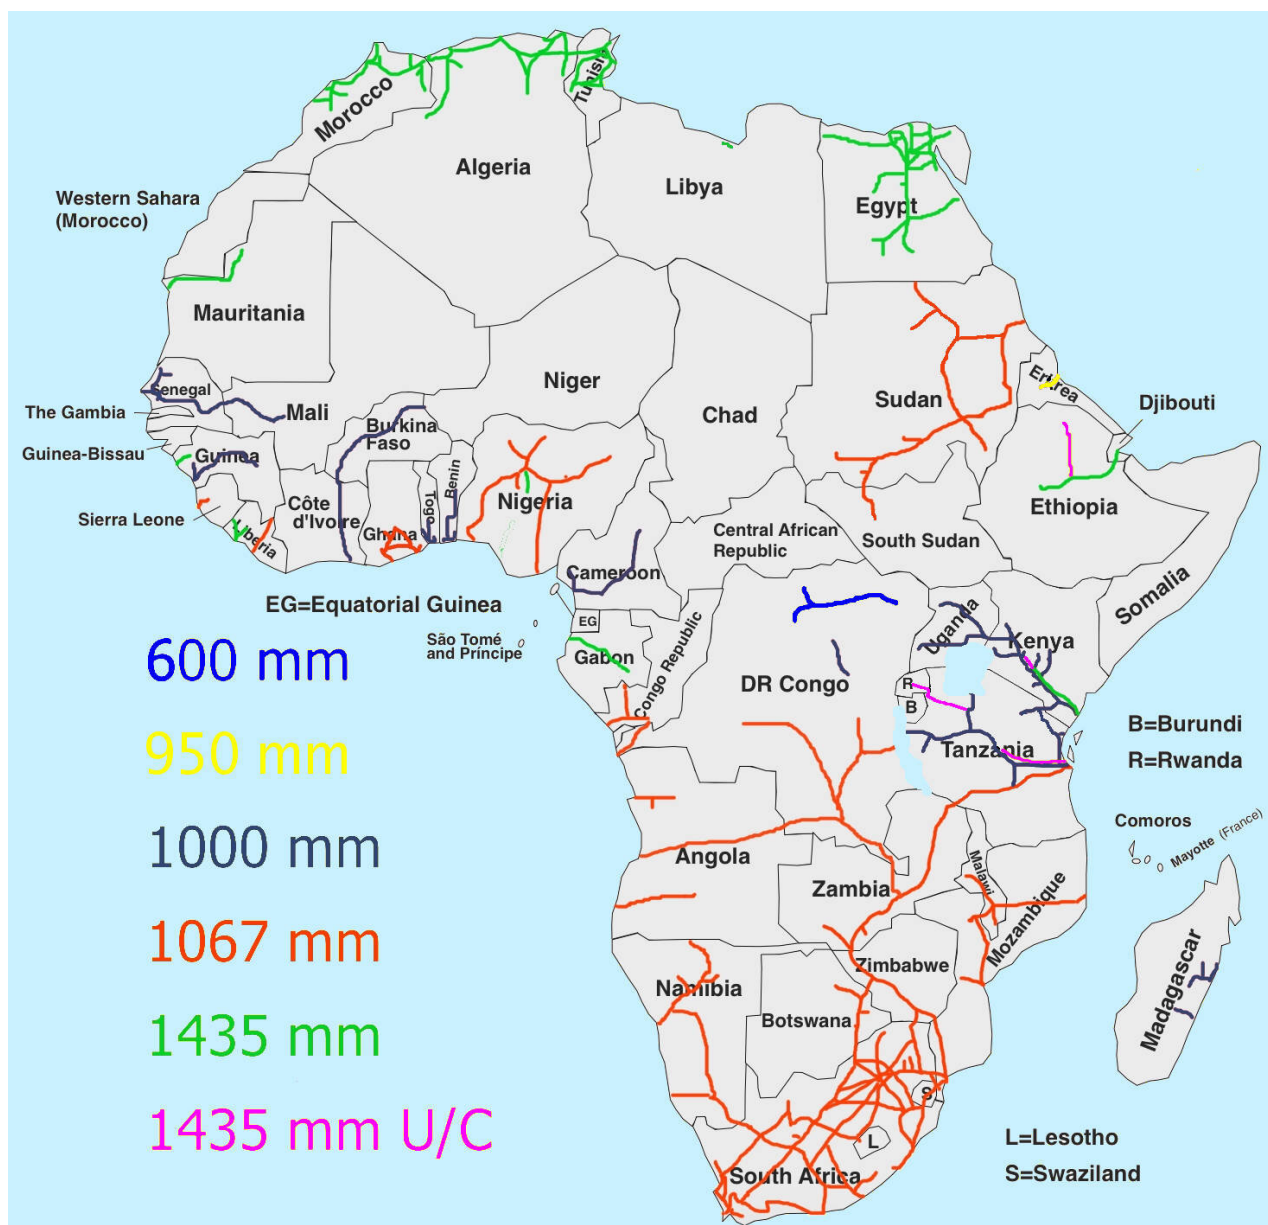 Tunisia
Morocco
Algeria
Libya
Egypt
Western Sahara
(Morocco)
Mauritania
Mali
Niger
Chad
Sudan
Eritrea
Djibouti
Senegal
The Gambia
Guinea-Bissau
Guinea
Burkina
Faso
Benin
Togo
Nigeria
Côte
d'Ivoire
Ghana
Sierra Leone
Liberia
Ethiopia
Central African
Republic
South Sudan
Somalia
Cameroon
EG=Equatorial Guinea
EG
São Tomé
and Príncipe
Gabon
Congo Republic
DR Congo
Uganda
Kenya
R
B
Tanzania
B=Burundi
R=Rwanda
600 mm
950 mm
1000 mm
1067 mm
1435 mm
1435 mm U/C
Comoros
Mayotte (France)
Angola
Zambia
Malawi
Mozambique
Zimbabwe
Madagascar
Namibia
Botswana
S
L
South Africa
L=Lesotho
S=Swaziland